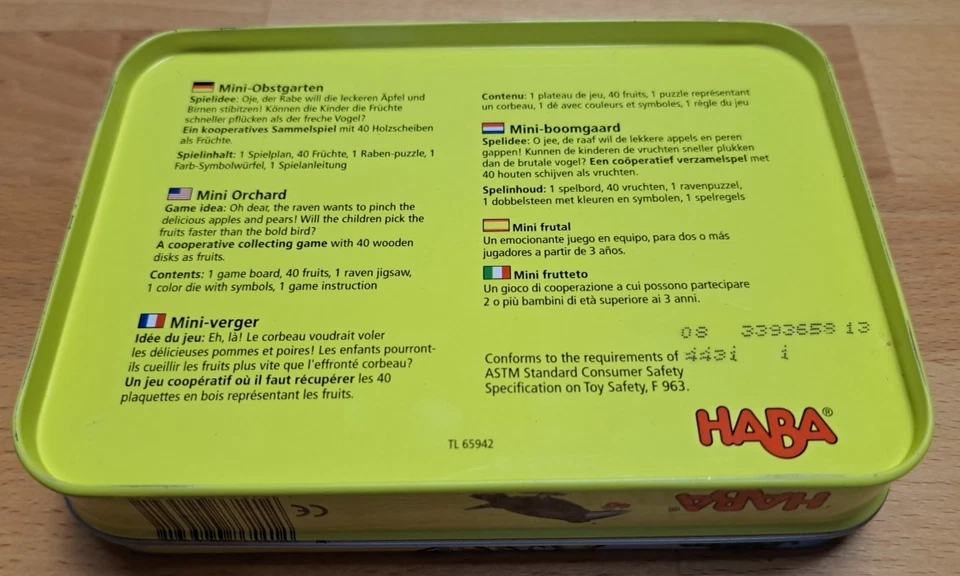 Mini-Obstgarten
Spielidee: Oje, der Rabe will die leckeren Äpfel und
Birnen stibitzen! Können die Kinder die Früchte
schneller pflücken als der freche Vogel?
Ein kooperatives Sammelspiel mit 40 Holzscheiben
als Früchte.
Spielinhalt: 1 Spielplan, 40 Früchte, 1 Raben-puzzle, 1
Farb-Symbolwürfel, 1 Spielanleitung
Mini Orchard
Game idea: Oh dear, the raven wants to pinch the
delicious apples and pears! Will the children pick the
fruits faster than the bold bird?
A cooperative collecting game with 40 wooden
disks as fruits.
Contents: 1 game board, 40 fruits, 1 raven jigsaw,
1 color die with symbols, 1 game instruction
Mini-verger
Idée du jeu: Eh, là! Le corbeau voudrait voler
les délicieuses pommes et poires! Les enfants pourront-
ils cueillir les fruits plus vite que l'effronté corbeau?
Un jeu coopératif où il faut récupérer les 40
plaquettes en bois représentant les fruits.
Contenu: 1 plateau de jeu, 40 fruits, 1 puzzle représentant
un corbeau, 1 dé avec couleurs et symboles, 1 règle du jeu
Mini-boomgaard
Spelidee: O jee, de raaf wil de lekkere appels en peren
gappen! Kunnen de kinderen de vruchten sneller plukken
dan de brutale vogel? Een coöperatief verzamelspel met
40 houten schijven als vruchten.
Spelinhoud: 1 spelbord, 40 vruchten, 1 ravenpuzzel,
1 dobbelsteen met kleuren en symbolen, 1 spelregels
Mini frutal
Un emocionante juego en equipo, para dos o más
jugadores a partir de 3 años.
Mini frutteto
Un gioco di cooperazione a cui possono partecipare
2 o più bambini di età superiore ai 3 anni.
08 3393658 13
4431 i
Conforms to the requirements of
ASTM Standard Consumer Safety
Specification on Toy Safety, F 963.
HABA®
TL 65942
CE
HABA®